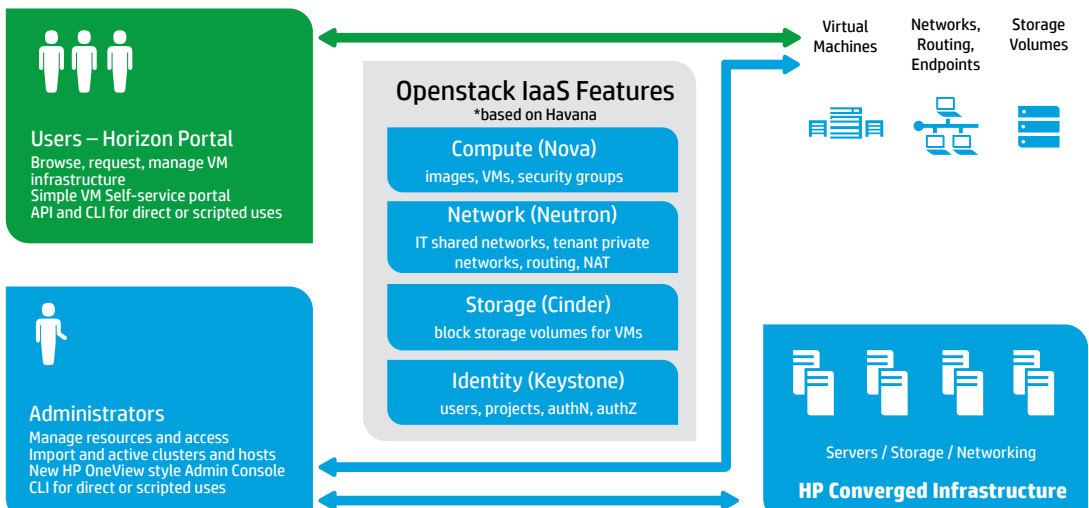 Users – Horizon Portal
Browse, request, manage VM
infrastructure
Simple VM Self-service portal
API and CLI for direct or scripted uses
Administrators
Manage resources and access
Import and active clusters and hosts
New HP OneView style Admin Console
CLI for direct or scripted uses
Openstack IaaS Features
*based on Havana
Compute (Nova)
images, VMs, security groups
Network (Neutron)
IT shared networks, tenant private
networks, routing, NAT
Storage (Cinder)
block storage volumes for VMs
Identity (Keystone)
users, projects, authN, authZ
Virtual
Machines
Networks,
Routing,
Endpoints
Storage
Volumes
Servers / Storage / Networking
HP Converged Infrastructure